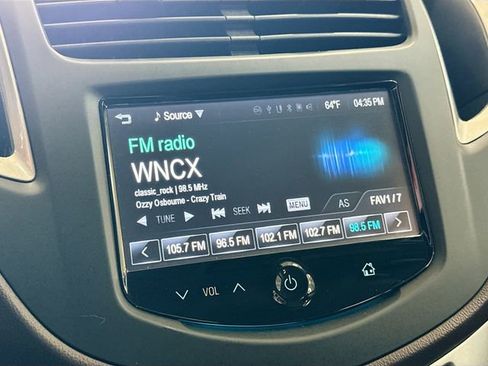 Source
64°F 04:35 PM
FM radio
WNCX
classic_rock | 98.5 MHz
Ozzy Osbourne - Crazy Train
TUNE SEEK MENU AS FAV1/7
105.7 FM 96.5 FM 102.1 FM 102.7 FM 98.5 FM
VOL